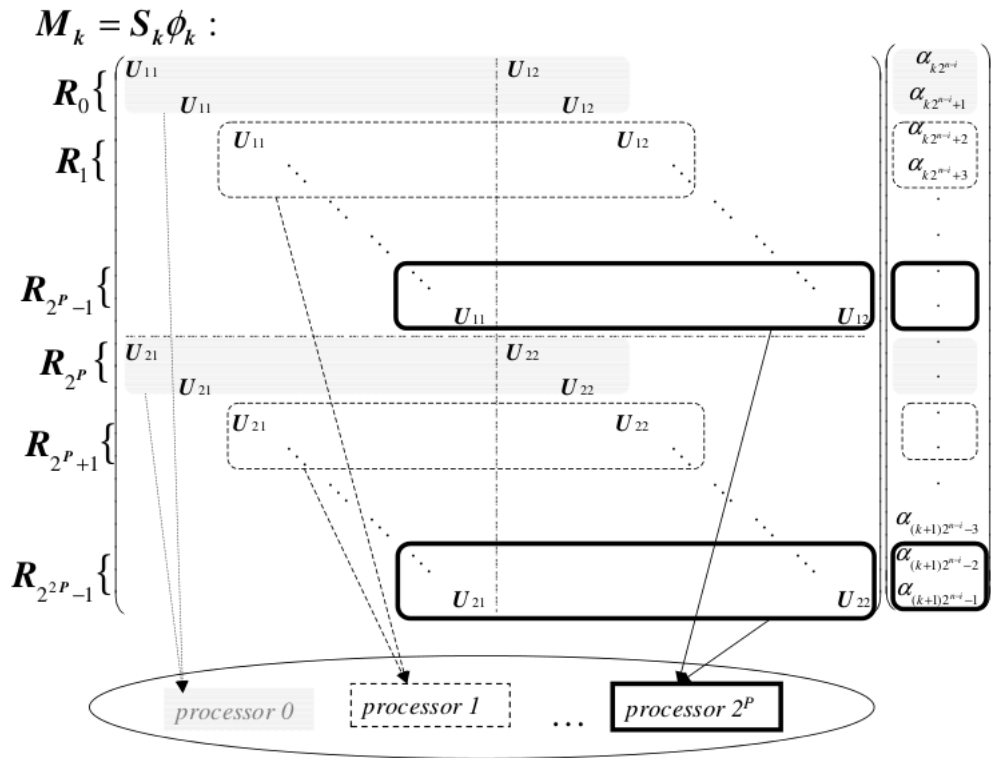 M_k = S_k ϕ_k :
U_11 U_12 α_{k2^{n-i}}
R_0 { U_11 U_12 α_{k2^{n-i}+1}
U_11 U_12 α_{k2^{n-i}+2}
R_1 { α_{k2^{n-i}+3}
R_{2^P-1} {
U_11 U_12
U_21 U_22
R_{2^P} {
U_21 U_22
U_21 U_22
R_{2^P+1} {
α_{(k+1)2^{n-i}-3}
R_{2^{2P}-1} { α_{(k+1)2^{n-i}-2}
U_21 U_22 α_{(k+1)2^{n-i}-1}
processor 0 processor 1 ... processor 2^P